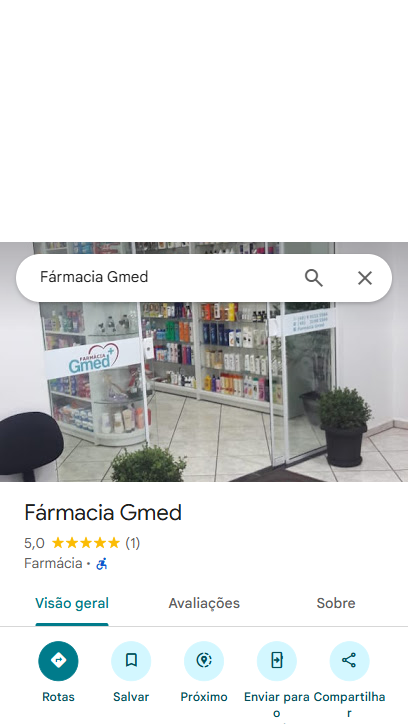 Fármacia Gmed
FARMÁCIA
Gmed
Fármacia Gmed
5,0 (1)
Farmácia ·
Visão geral Avaliações Sobre
Rotas Salvar Próximo Enviar para o Compartilhar